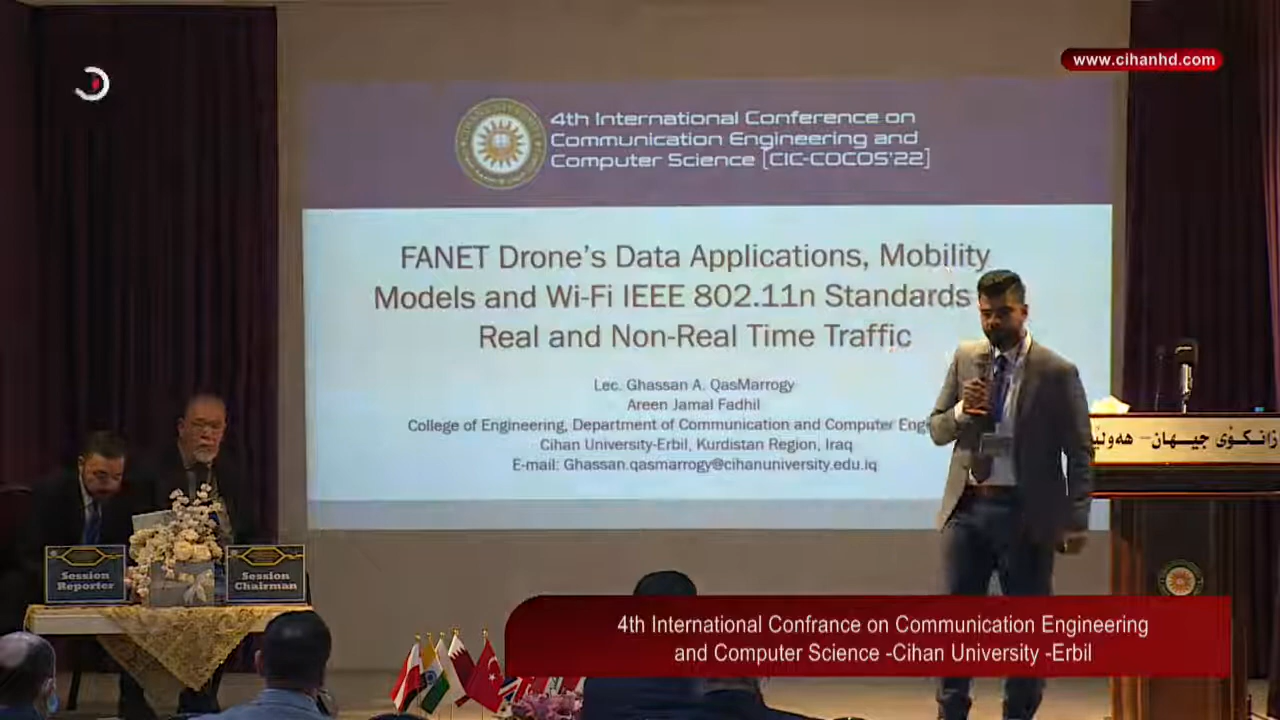 www.cihanhd.com
4th International Conference on
Communication Engineering and
Computer Science [CIC-COCOS'22]
FANET Drone's Data Applications, Mobility
Models and Wi-Fi IEEE 802.11n Standards
Real and Non-Real Time Traffic
Lec. Ghassan A. QasMarrogy
Areen Jamal Fadhil
College of Engineering, Department of Communication and Computer Eng
Cihan University-Erbil, Kurdistan Region, Iraq
E-mail: Ghassan.qasmarrogy@cihanuniversity.edu.iq
زانكۆی جیهان- هەولێر
Session
Reporter
Session
Chairman
4th International Confrance on Communication Engineering
and Computer Science -Cihan University -Erbil